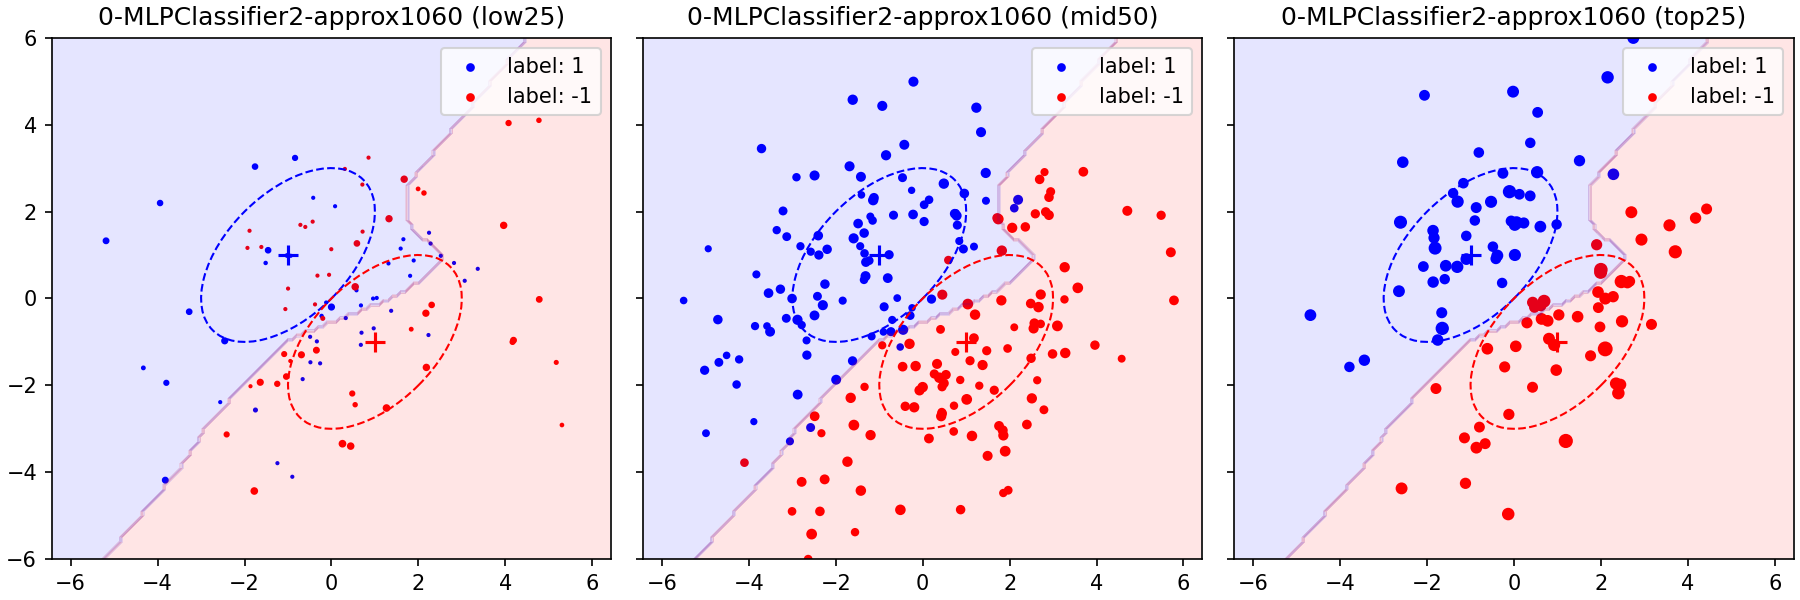 0-MLPClassifier2-approx1060 (low25)
label: 1
label: -1
6
4
2
0
−2
−4
−6
−6 −4 −2 0 2 4 6
0-MLPClassifier2-approx1060 (mid50)
label: 1
label: -1
−6 −4 −2 0 2 4 6
0-MLPClassifier2-approx1060 (top25)
label: 1
label: -1
−6 −4 −2 0 2 4 6